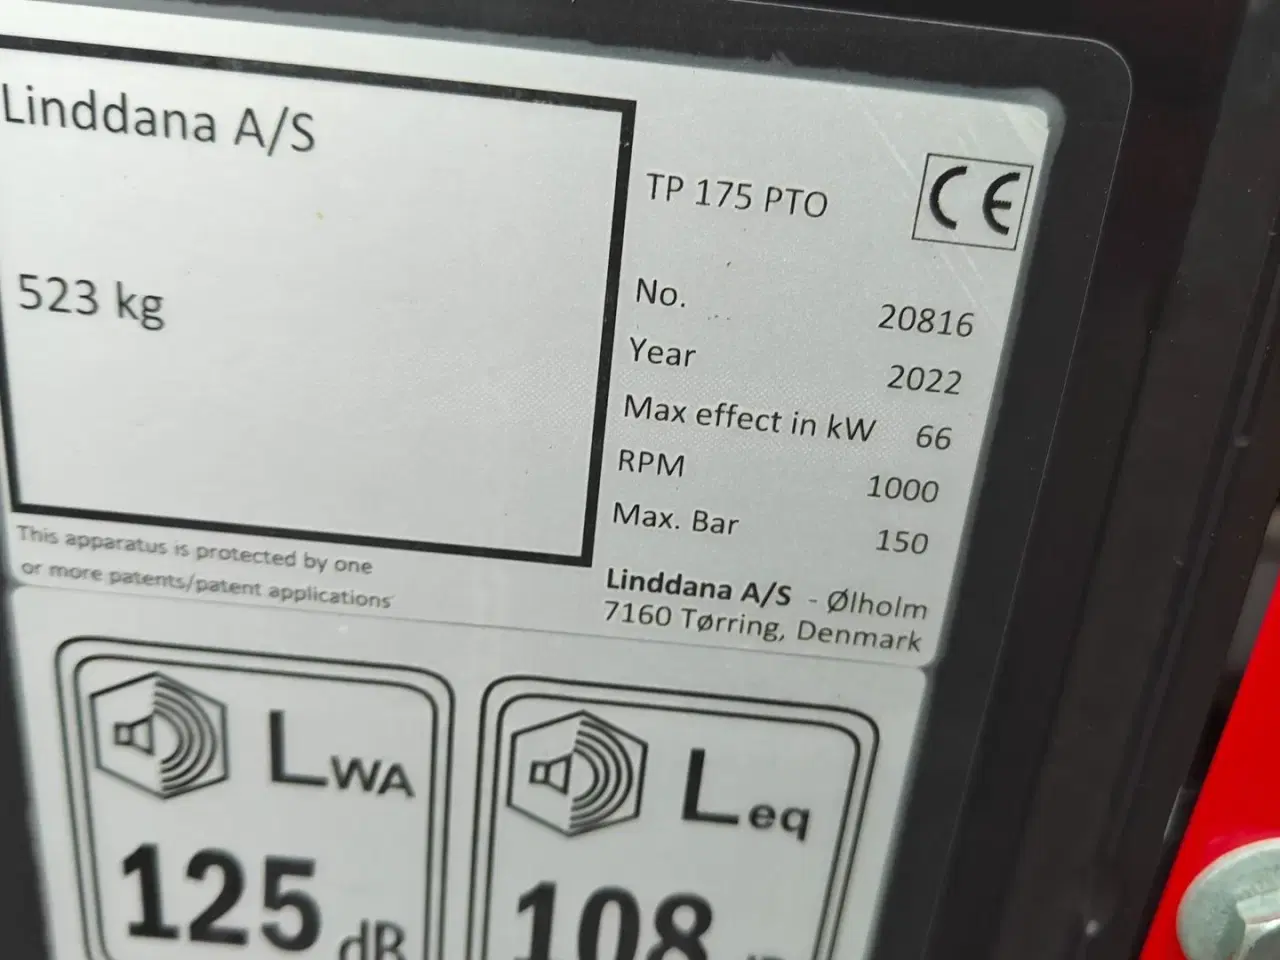 Linddana A/S
523 kg
TP 175 PTO
CE
No. 20816
Year 2022
Max effect in kW 66
RPM 1000
Max. Bar 150
Linddana A/S - Ølholm
7160 Tørring, Denmark
This apparatus is protected by one
or more patents/patent applications
LWA
125 dB
Leq
108